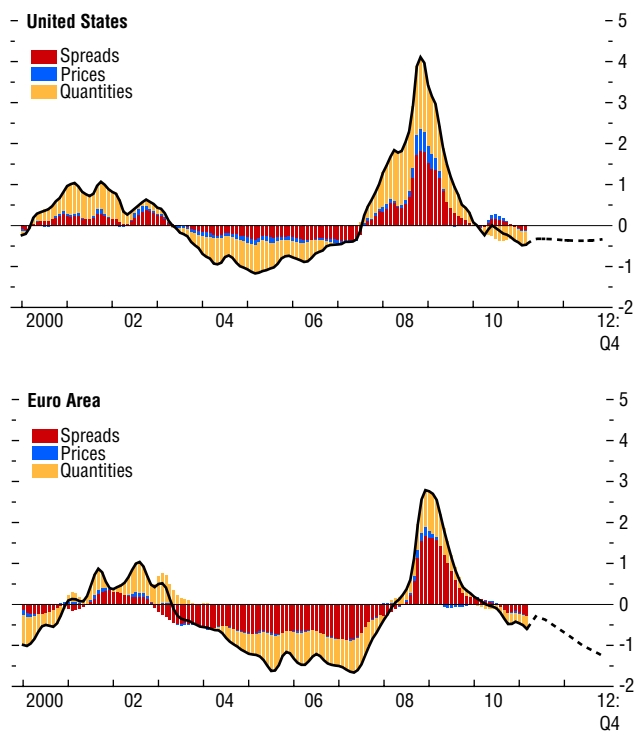 United States
Spreads
Prices
Quantities
5
4
3
2
1
0
-1
-2
2000 02 04 06 08 10 12:
Q4
Euro Area
Spreads
Prices
Quantities
5
4
3
2
1
0
-1
-2
2000 02 04 06 08 10 12:
Q4